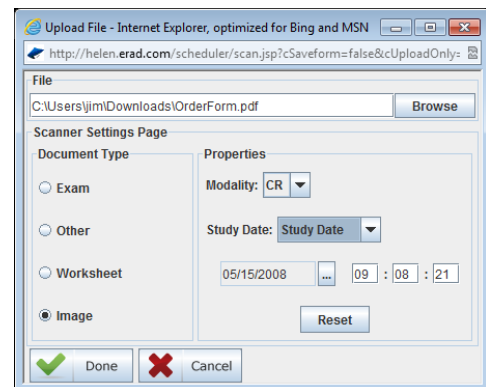 Upload File - Internet Explorer, optimized for Bing and MSN
http://helen.erad.com/scheduler/scan.jsp?cSaveform=false&cUploadOnly=
File
C:\Users\jim\Downloads\OrderForm.pdf Browse
Scanner Settings Page
Document Type Properties
Exam Modality: CR
Other Study Date: Study Date
Worksheet 05/15/2008 ... 09 : 08 : 21
Image Reset
Done Cancel